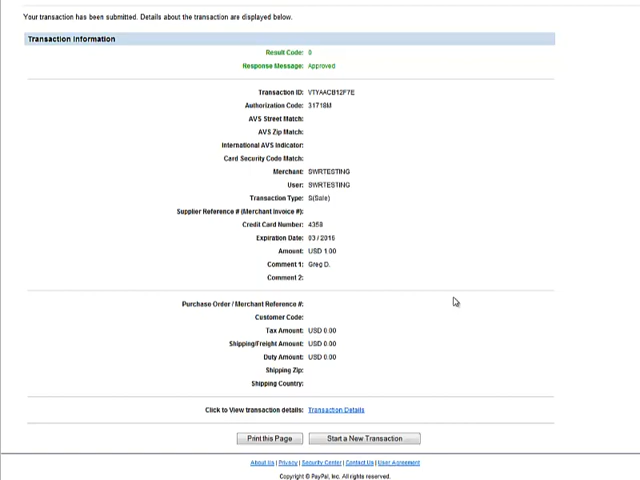 Your transaction has been submitted. Details about the transaction are displayed below.
Transaction Information
Result Code: 0
Response Message: Approved
Transaction ID: VTYAACB12F7E
Authorization Code: 31718M
AVS Street Match:
AVS Zip Match:
International AVS Indicator:
Card Security Code Match:
Merchant: SWRTESTING
User: SWRTESTING
Transaction Type: S(Sale)
Supplier Reference # (Merchant Invoice #):
Credit Card Number: 4358
Expiration Date: 03 / 2016
Amount: USD 1.00
Comment 1: Greg D.
Comment 2:
Purchase Order / Merchant Reference #:
Customer Code:
Tax Amount: USD 0.00
Shipping/Freight Amount: USD 0.00
Duty Amount: USD 0.00
Shipping Zip:
Shipping Country:
Click to View transaction details: Transaction Details
Print this Page Start a New Transaction
About Us | Privacy | Security Center | Contact Us | User Agreement
Copyright © PayPal, Inc. All rights reserved.